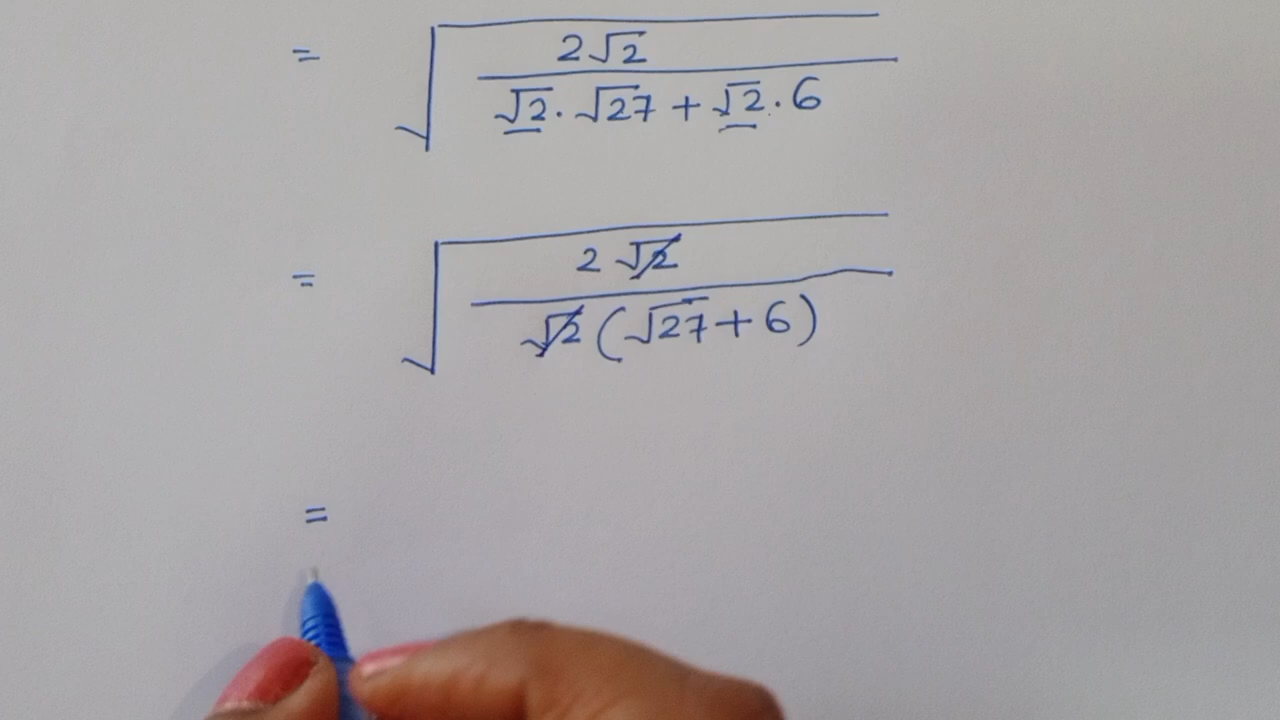 = √(2√2 / (√2 · √27 + √2 · 6))
= √(2√2 / (√2 (√27 + 6)))
=